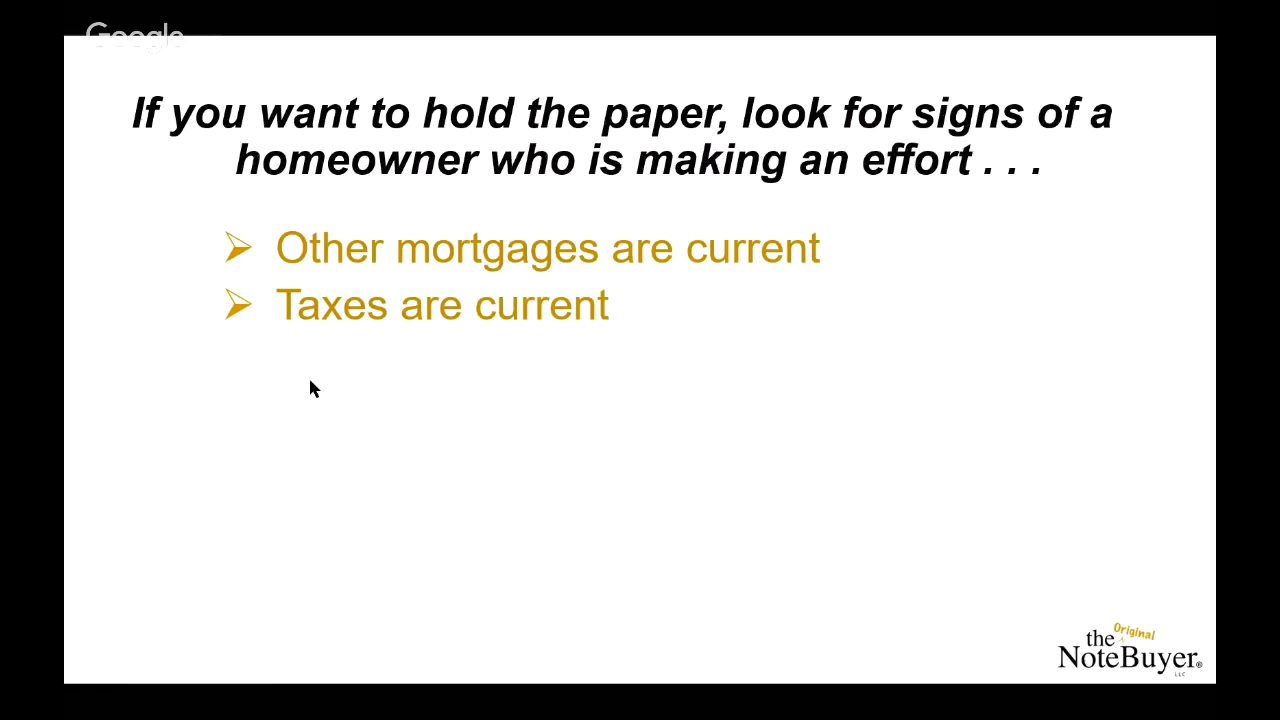 Google
If you want to hold the paper, look for signs of a
homeowner who is making an effort . . .
Other mortgages are current
Taxes are current
the Original
NoteBuyer®
LLC